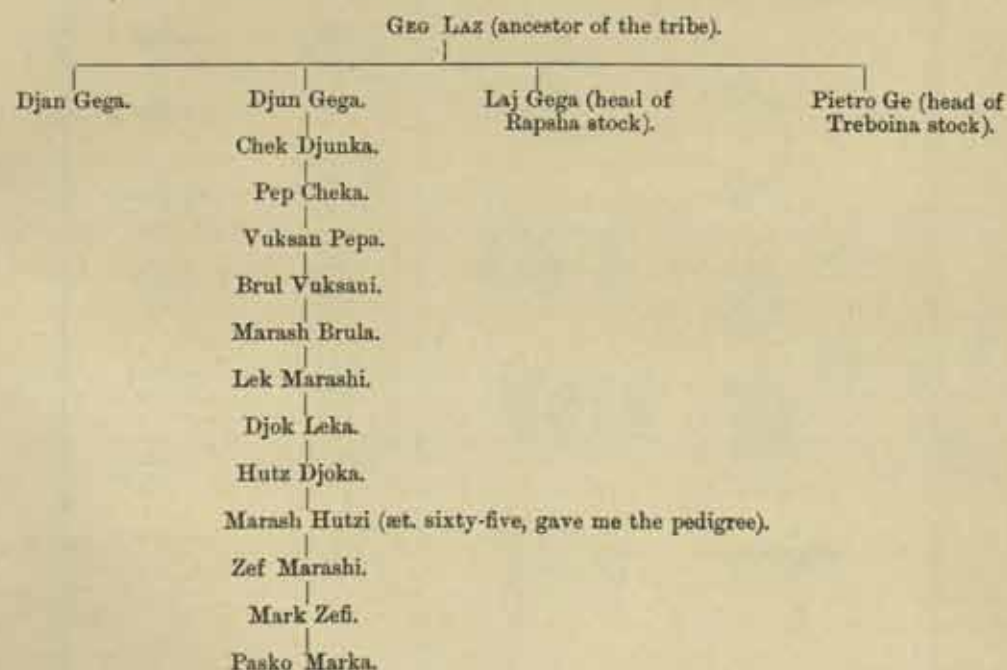 GEG LAZ (ancestor of the tribe).
Djan Gega. Djun Gega. Laj Gega (head of Pietro Ge (head of
Rapsha stock). Treboina stock).
Chek Djunka.
Pep Cheka.
Vuksan Pepa.
Brul Vuksani.
Marash Brula.
Lek Marashi.
Djok Leka.
Hutz Djoka.
Marash Hutzi (æt. sixty-five, gave me the pedigree).
Zef Marashi.
Mark Zefi.
Pasko Marka.